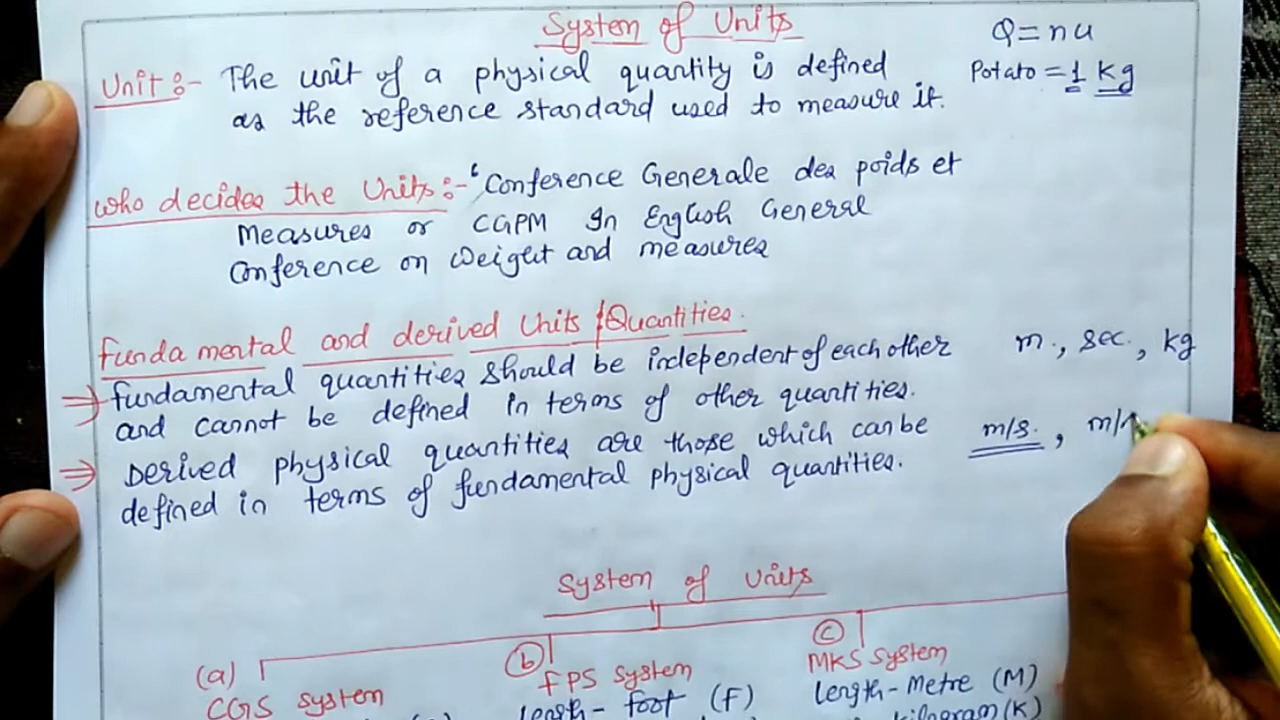 System of Units
Q = nu
Unit :- The unit of a physical quantity is defined
Potato = 1 kg
as the reference standard used to measure it.
who decides the Units :- 'Conference Generale des poids et
Measures or CGPM In English General
Conference on Weight and measures
Fundamental and derived Units / Quantities.
⇒ fundamental quantities should be independent of each other
m., sec., kg
and cannot be defined in terms of other quantities.
⇒ Derived physical quantities are those which can be
m/s., m/
defined in terms of fundamental physical quantities.
System of Units
(a)
CGS System
(b)
FPS System
length - foot (F)
(c)
MKS System
Length - Metre (M)
kilogram (K)